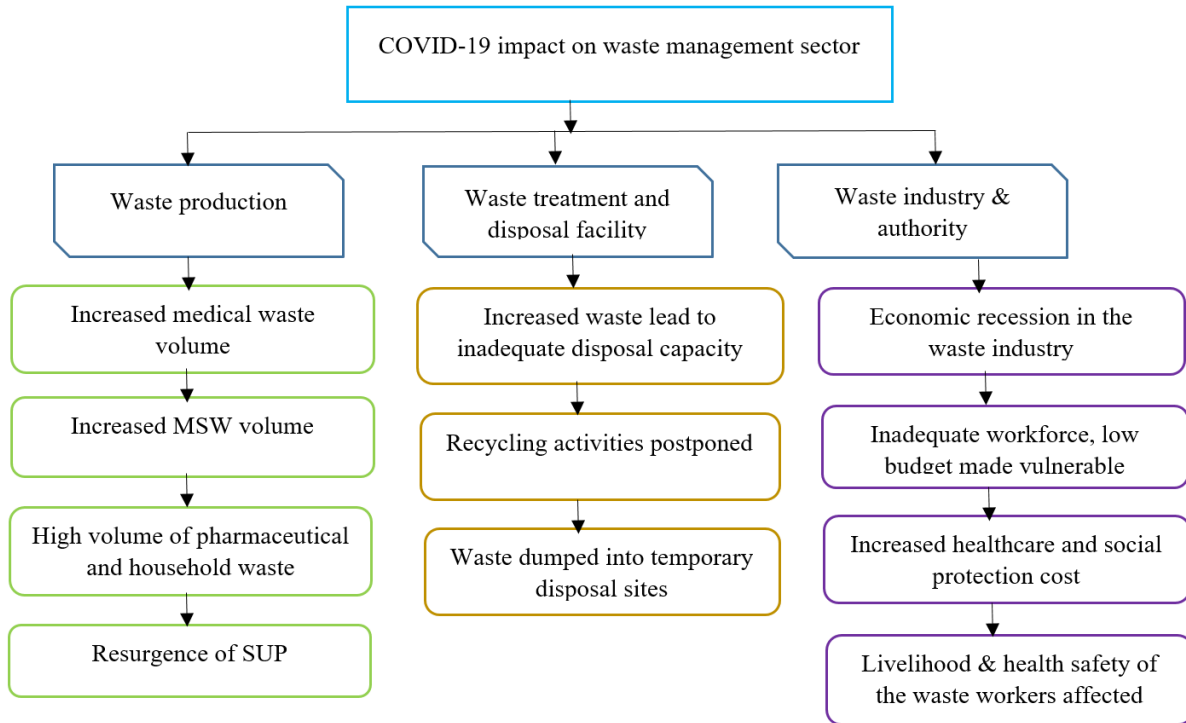 COVID-19 impact on waste management sector
Waste production
Waste treatment and
disposal facility
Waste industry &
authority
Increased medical waste
volume
Increased MSW volume
High volume of pharmaceutical
and household waste
Resurgence of SUP
Increased waste lead to
inadequate disposal capacity
Recycling activities postponed
Waste dumped into temporary
disposal sites
Economic recession in the
waste industry
Inadequate workforce, low
budget made vulnerable
Increased healthcare and social
protection cost
Livelihood & health safety of
the waste workers affected